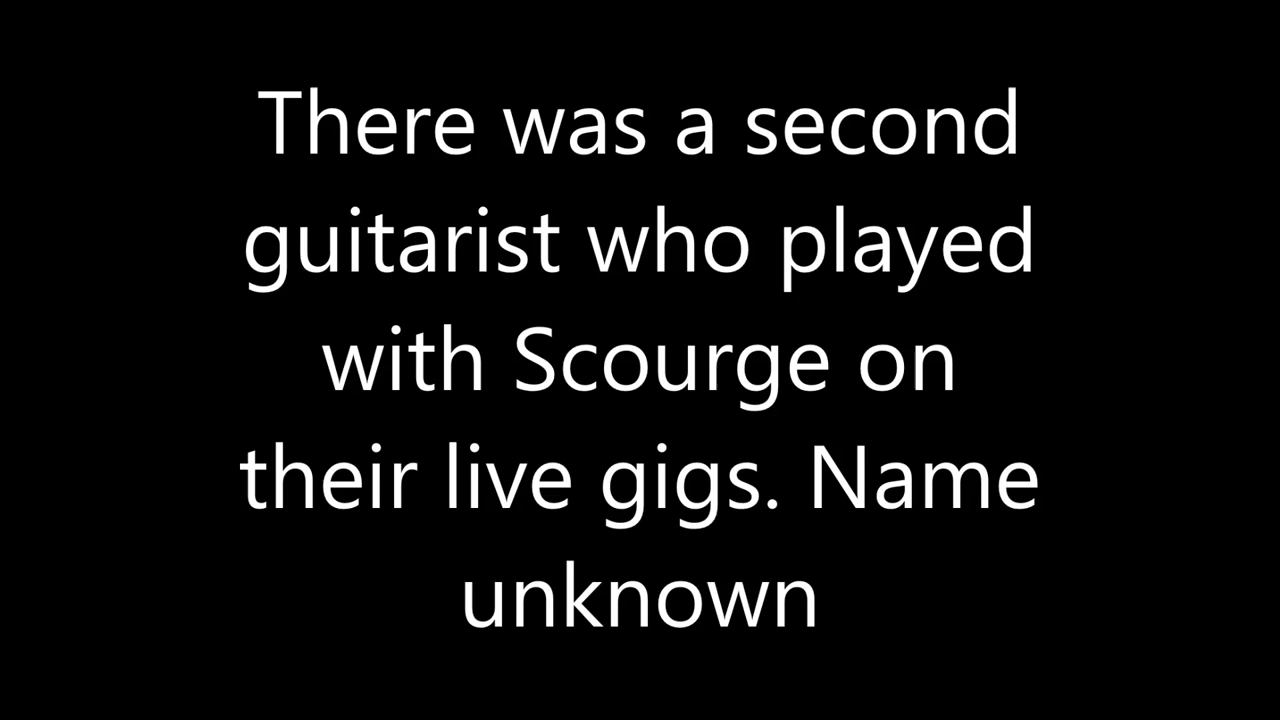 There was a second
guitarist who played
with Scourge on
their live gigs. Name
unknown